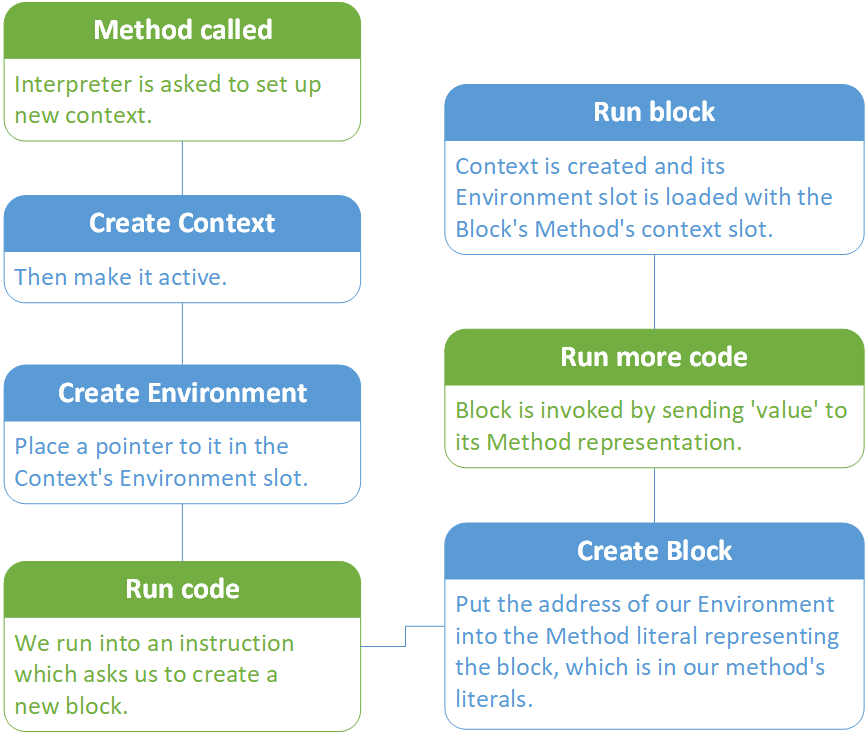 Method called
Interpreter is asked to set up
new context.
Create Context
Then make it active.
Create Environment
Place a pointer to it in the
Context's Environment slot.
Run code
We run into an instruction
which asks us to create a
new block.
Run block
Context is created and its
Environment slot is loaded with the
Block's Method's context slot.
Run more code
Block is invoked by sending 'value' to
its Method representation.
Create Block
Put the address of our Environment
into the Method literal representing
the block, which is in our method's
literals.